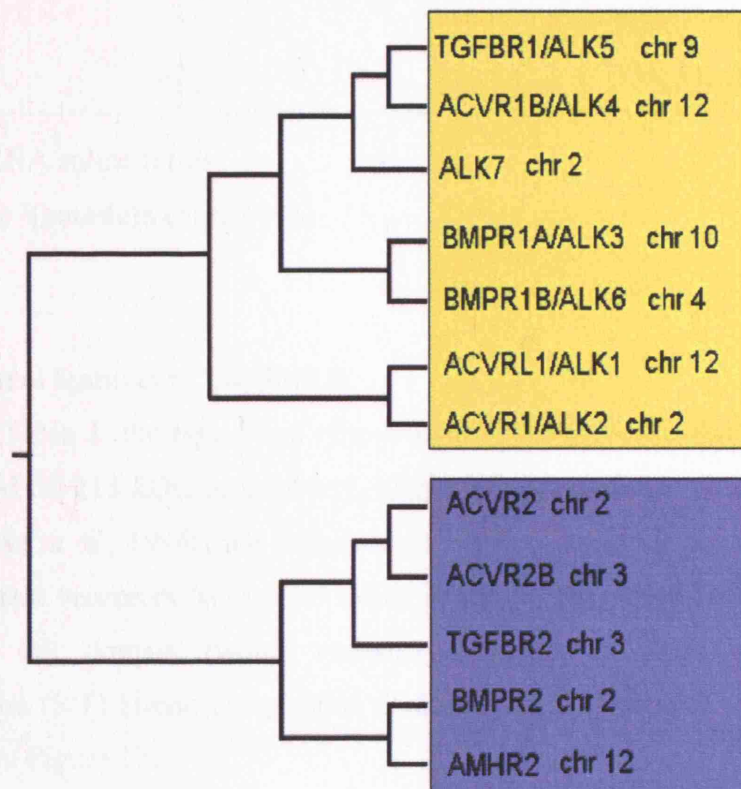 TGFBR1/ALK5 chr 9
ACVR1B/ALK4 chr 12
ALK7 chr 2
BMPR1A/ALK3 chr 10
BMPR1B/ALK6 chr 4
ACVRL1/ALK1 chr 12
ACVR1/ALK2 chr 2
ACVR2 chr 2
ACVR2B chr 3
TGFBR2 chr 3
BMPR2 chr 2
AMHR2 chr 12